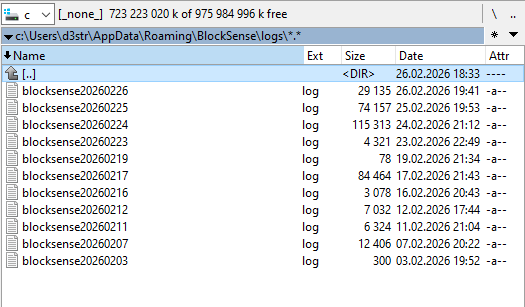 c [_none_] 723 223 020 k of 975 984 996 k free \ ..
c:\Users\d3str\AppData\Roaming\BlockSense\logs\*.* *
Name Ext Size Date Attr
[..] <DIR> 26.02.2026 18:33 ----
blocksense20260226 log 29 135 26.02.2026 19:41 -a--
blocksense20260225 log 74 157 25.02.2026 19:53 -a--
blocksense20260224 log 115 313 24.02.2026 21:12 -a--
blocksense20260223 log 4 321 23.02.2026 22:49 -a--
blocksense20260219 log 78 19.02.2026 21:34 -a--
blocksense20260217 log 84 464 17.02.2026 21:43 -a--
blocksense20260216 log 3 078 16.02.2026 20:43 -a--
blocksense20260212 log 7 032 12.02.2026 17:44 -a--
blocksense20260211 log 6 324 11.02.2026 21:04 -a--
blocksense20260207 log 12 406 07.02.2026 20:22 -a--
blocksense20260203 log 300 03.02.2026 19:52 -a--